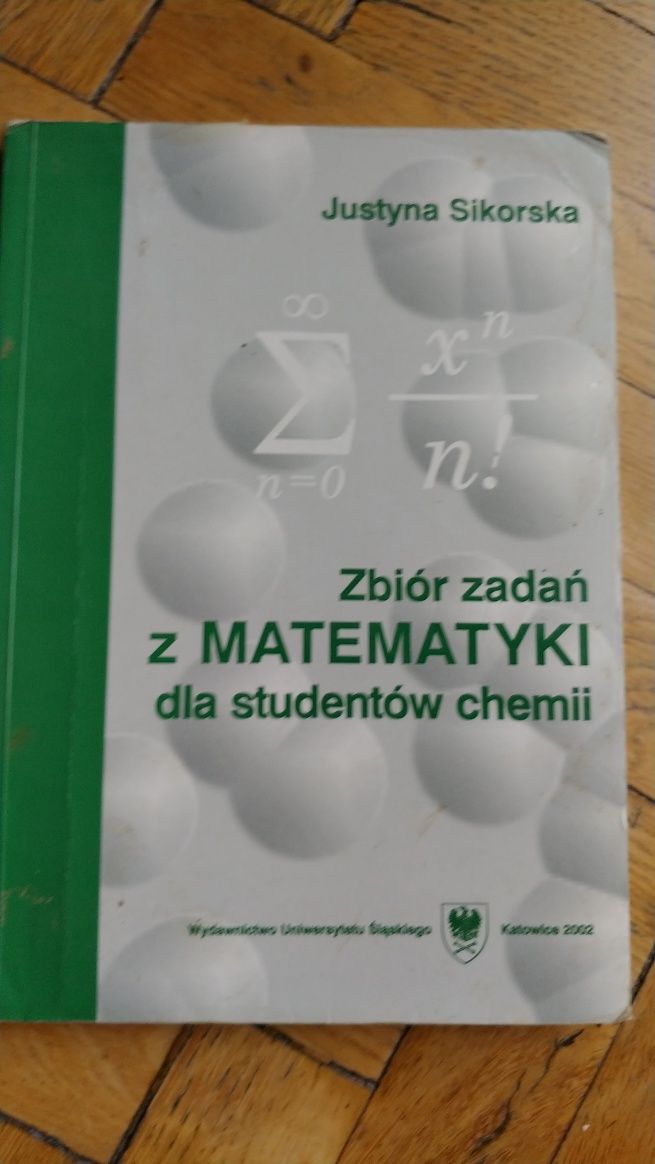 Justyna Sikorska
∞
∑ xⁿ
n=0 n!
Zbiór zadań
z MATEMATYKI
dla studentów chemii
Wydawnictwo Uniwersytetu Śląskiego Katowice 2002